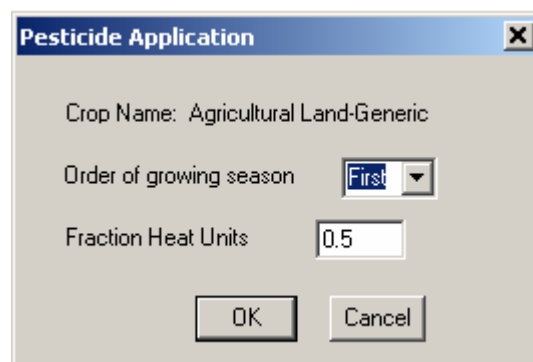 Pesticide Application
Crop Name: Agricultural Land-Generic
Order of growing season First
Fraction Heat Units 0.5
OK Cancel